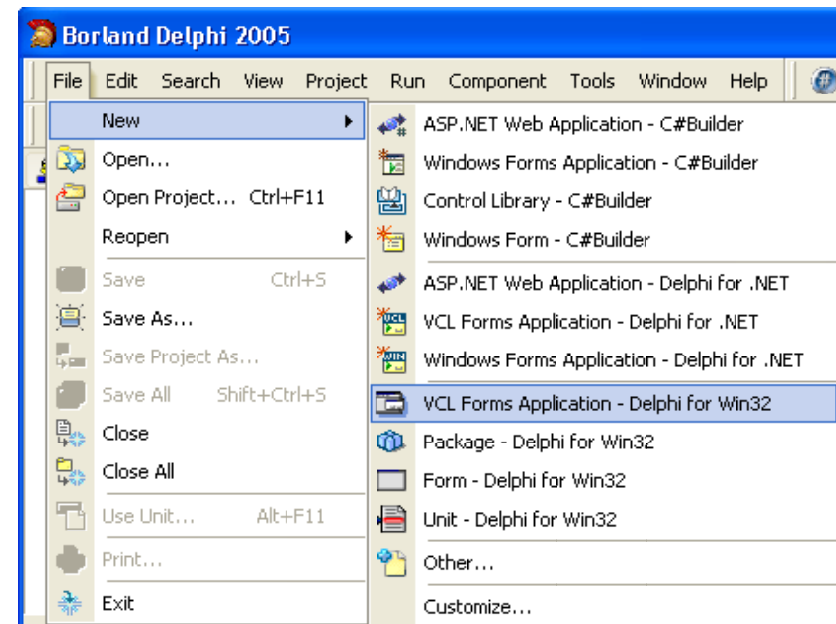 Borland Delphi 2005
File Edit Search View Project Run Component Tools Window Help
New
Open...
Open Project... Ctrl+F11
Reopen
Save Ctrl+S
Save As...
Save Project As...
Save All Shift+Ctrl+S
Close
Close All
Use Unit... Alt+F11
Print...
Exit
ASP.NET Web Application - C#Builder
Windows Forms Application - C#Builder
Control Library - C#Builder
Windows Form - C#Builder
ASP.NET Web Application - Delphi for .NET
VCL Forms Application - Delphi for .NET
Windows Forms Application - Delphi for .NET
VCL Forms Application - Delphi for Win32
Package - Delphi for Win32
Form - Delphi for Win32
Unit - Delphi for Win32
Other...
Customize...